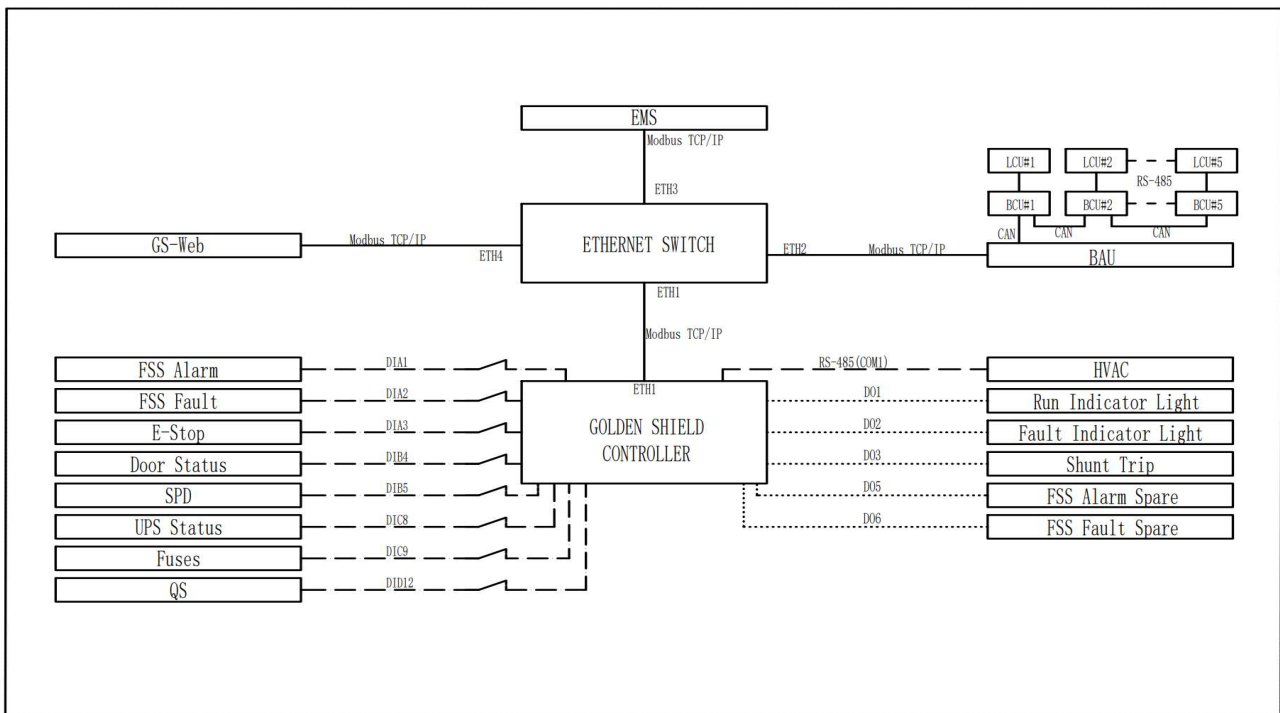 EMS
Modbus TCP/IP
ETH3
LCU#1
LCU#2
LCU#5
RS-485
BCU#1
BCU#2
BCU#5
CAN
CAN
CAN
GS-Web
Modbus TCP/IP
ETH4
ETHERNET SWITCH
ETH2
Modbus TCP/IP
BAU
ETH1
Modbus TCP/IP
FSS Alarm
DIA1
RS-485(COM1)
HVAC
ETH1
FSS Fault
DIA2
DO1
Run Indicator Light
E-Stop
DIA3
GOLDEN SHIELD
CONTROLLER
DO2
Fault Indicator Light
Door Status
DIB4
DO3
Shunt Trip
SPD
DIB5
DO5
FSS Alarm Spare
UPS Status
DIC8
DO6
FSS Fault Spare
Fuses
DIC9
QS
DID12